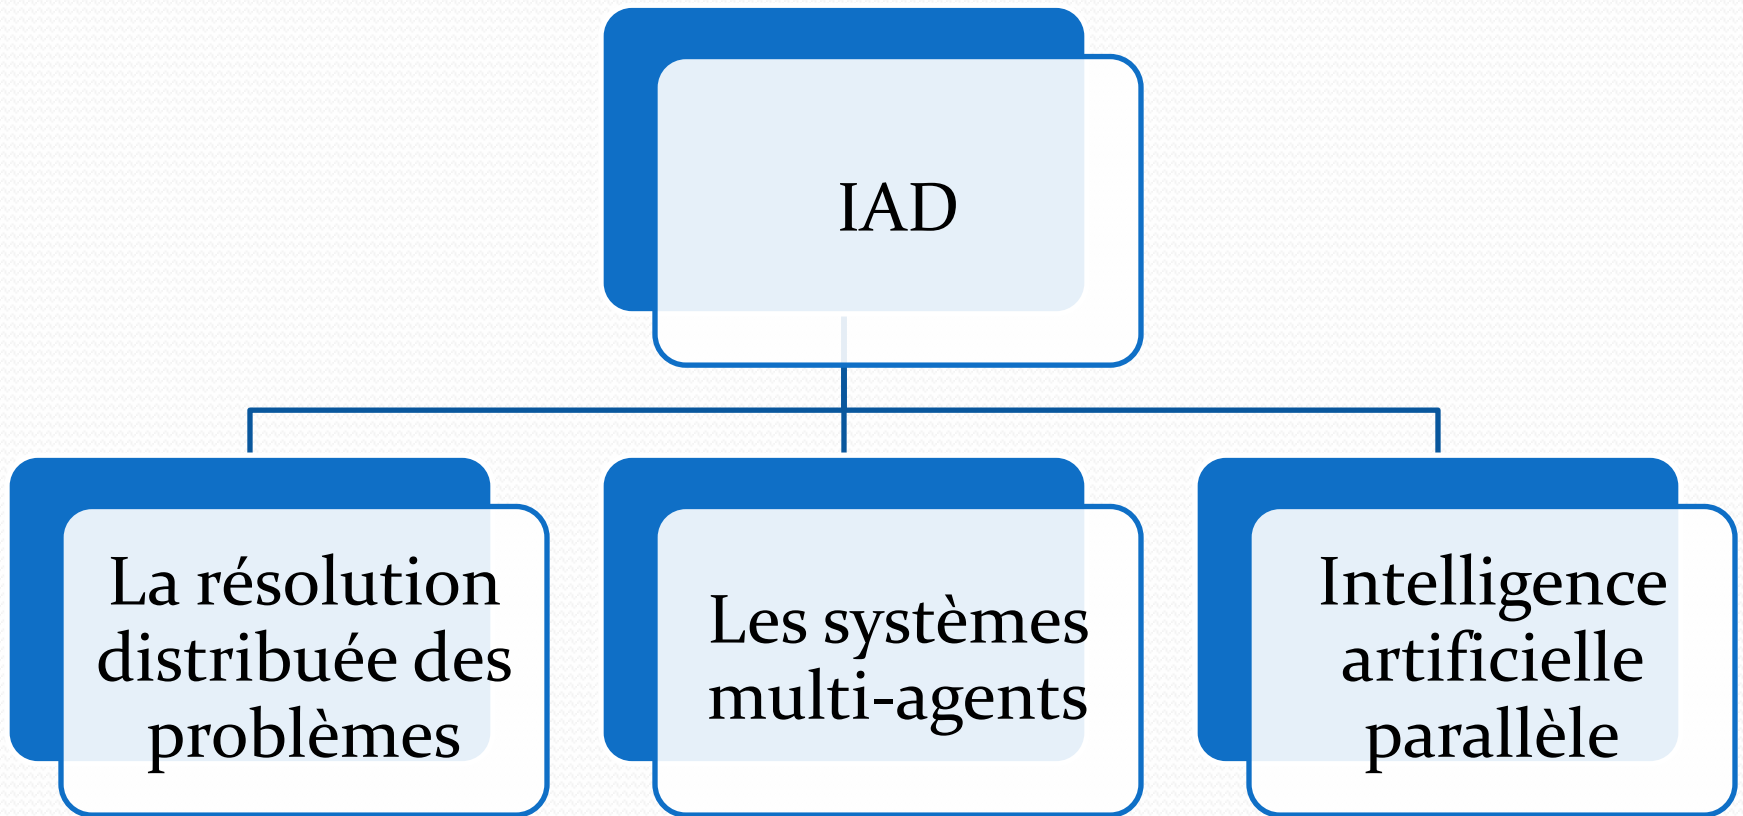 IAD
La résolution
distribuée des
problèmes
Les systèmes
multi-agents
Intelligence
artificielle
parallèle